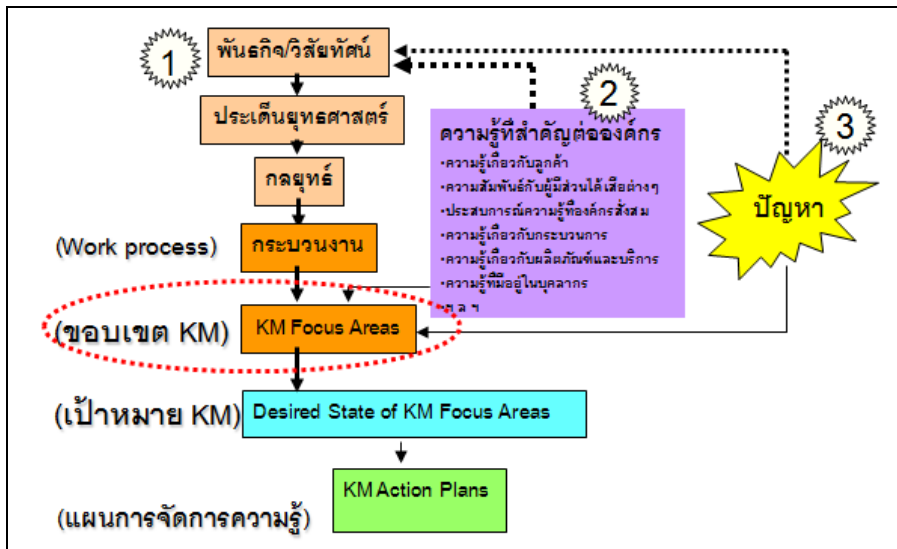 1
พันธกิจ/วิสัยทัศน์
ประเด็นยุทธศาสตร์
กลยุทธ์
(Work process)
กระบวนงาน
(ขอบเขต KM)
KM Focus Areas
(เป้าหมาย KM)
Desired State of KM Focus Areas
KM Action Plans
(แผนการจัดการความรู้)
2
ความรู้ที่สำคัญต่อองค์กร
•ความรู้เกี่ยวกับลูกค้า
•ความสัมพันธ์กับผู้มีส่วนได้เสียต่างๆ
•ประสบการณ์ความรู้ที่องค์กรสั่งสม
•ความรู้เกี่ยวกับกระบวนการ
•ความรู้เกี่ยวกับผลิตภัณฑ์และบริการ
•ความรู้ที่มีอยู่ในบุคลากร
•ฯ ล ฯ
3
ปัญหา